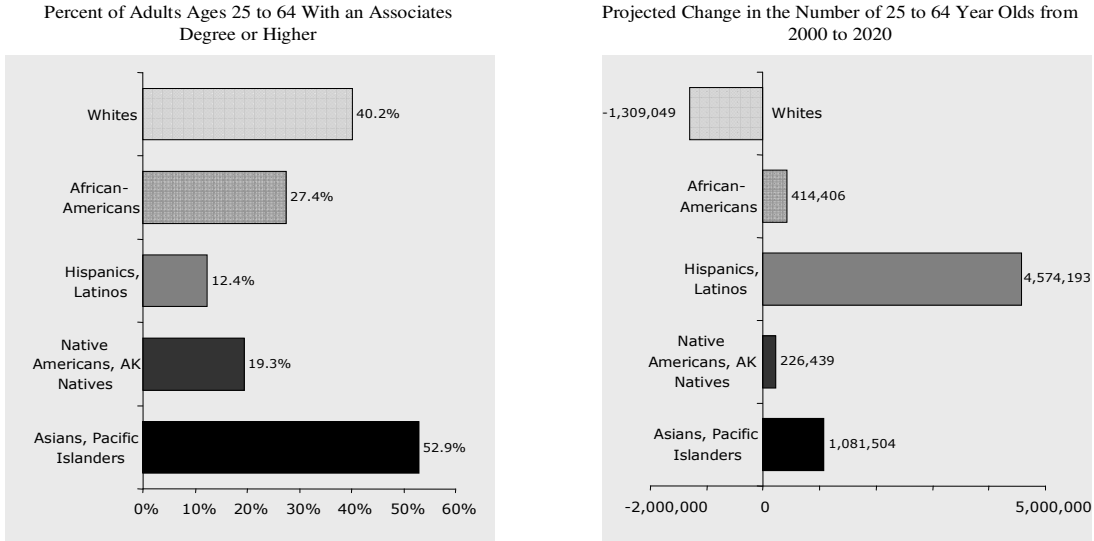 Percent of Adults Ages 25 to 64 With an Associates
Degree or Higher
Whites
40.2%
African-
Americans
27.4%
Hispanics,
Latinos
12.4%
Native
Americans, AK
Natives
19.3%
Asians, Pacific
Islanders
52.9%
0% 10% 20% 30% 40% 50% 60%
Projected Change in the Number of 25 to 64 Year Olds from
2000 to 2020
-1,309,049
Whites
African-
Americans
414,406
Hispanics,
Latinos
4,574,193
Native
Americans, AK
Natives
226,439
Asians, Pacific
Islanders
1,081,504
-2,000,000 0 5,000,000